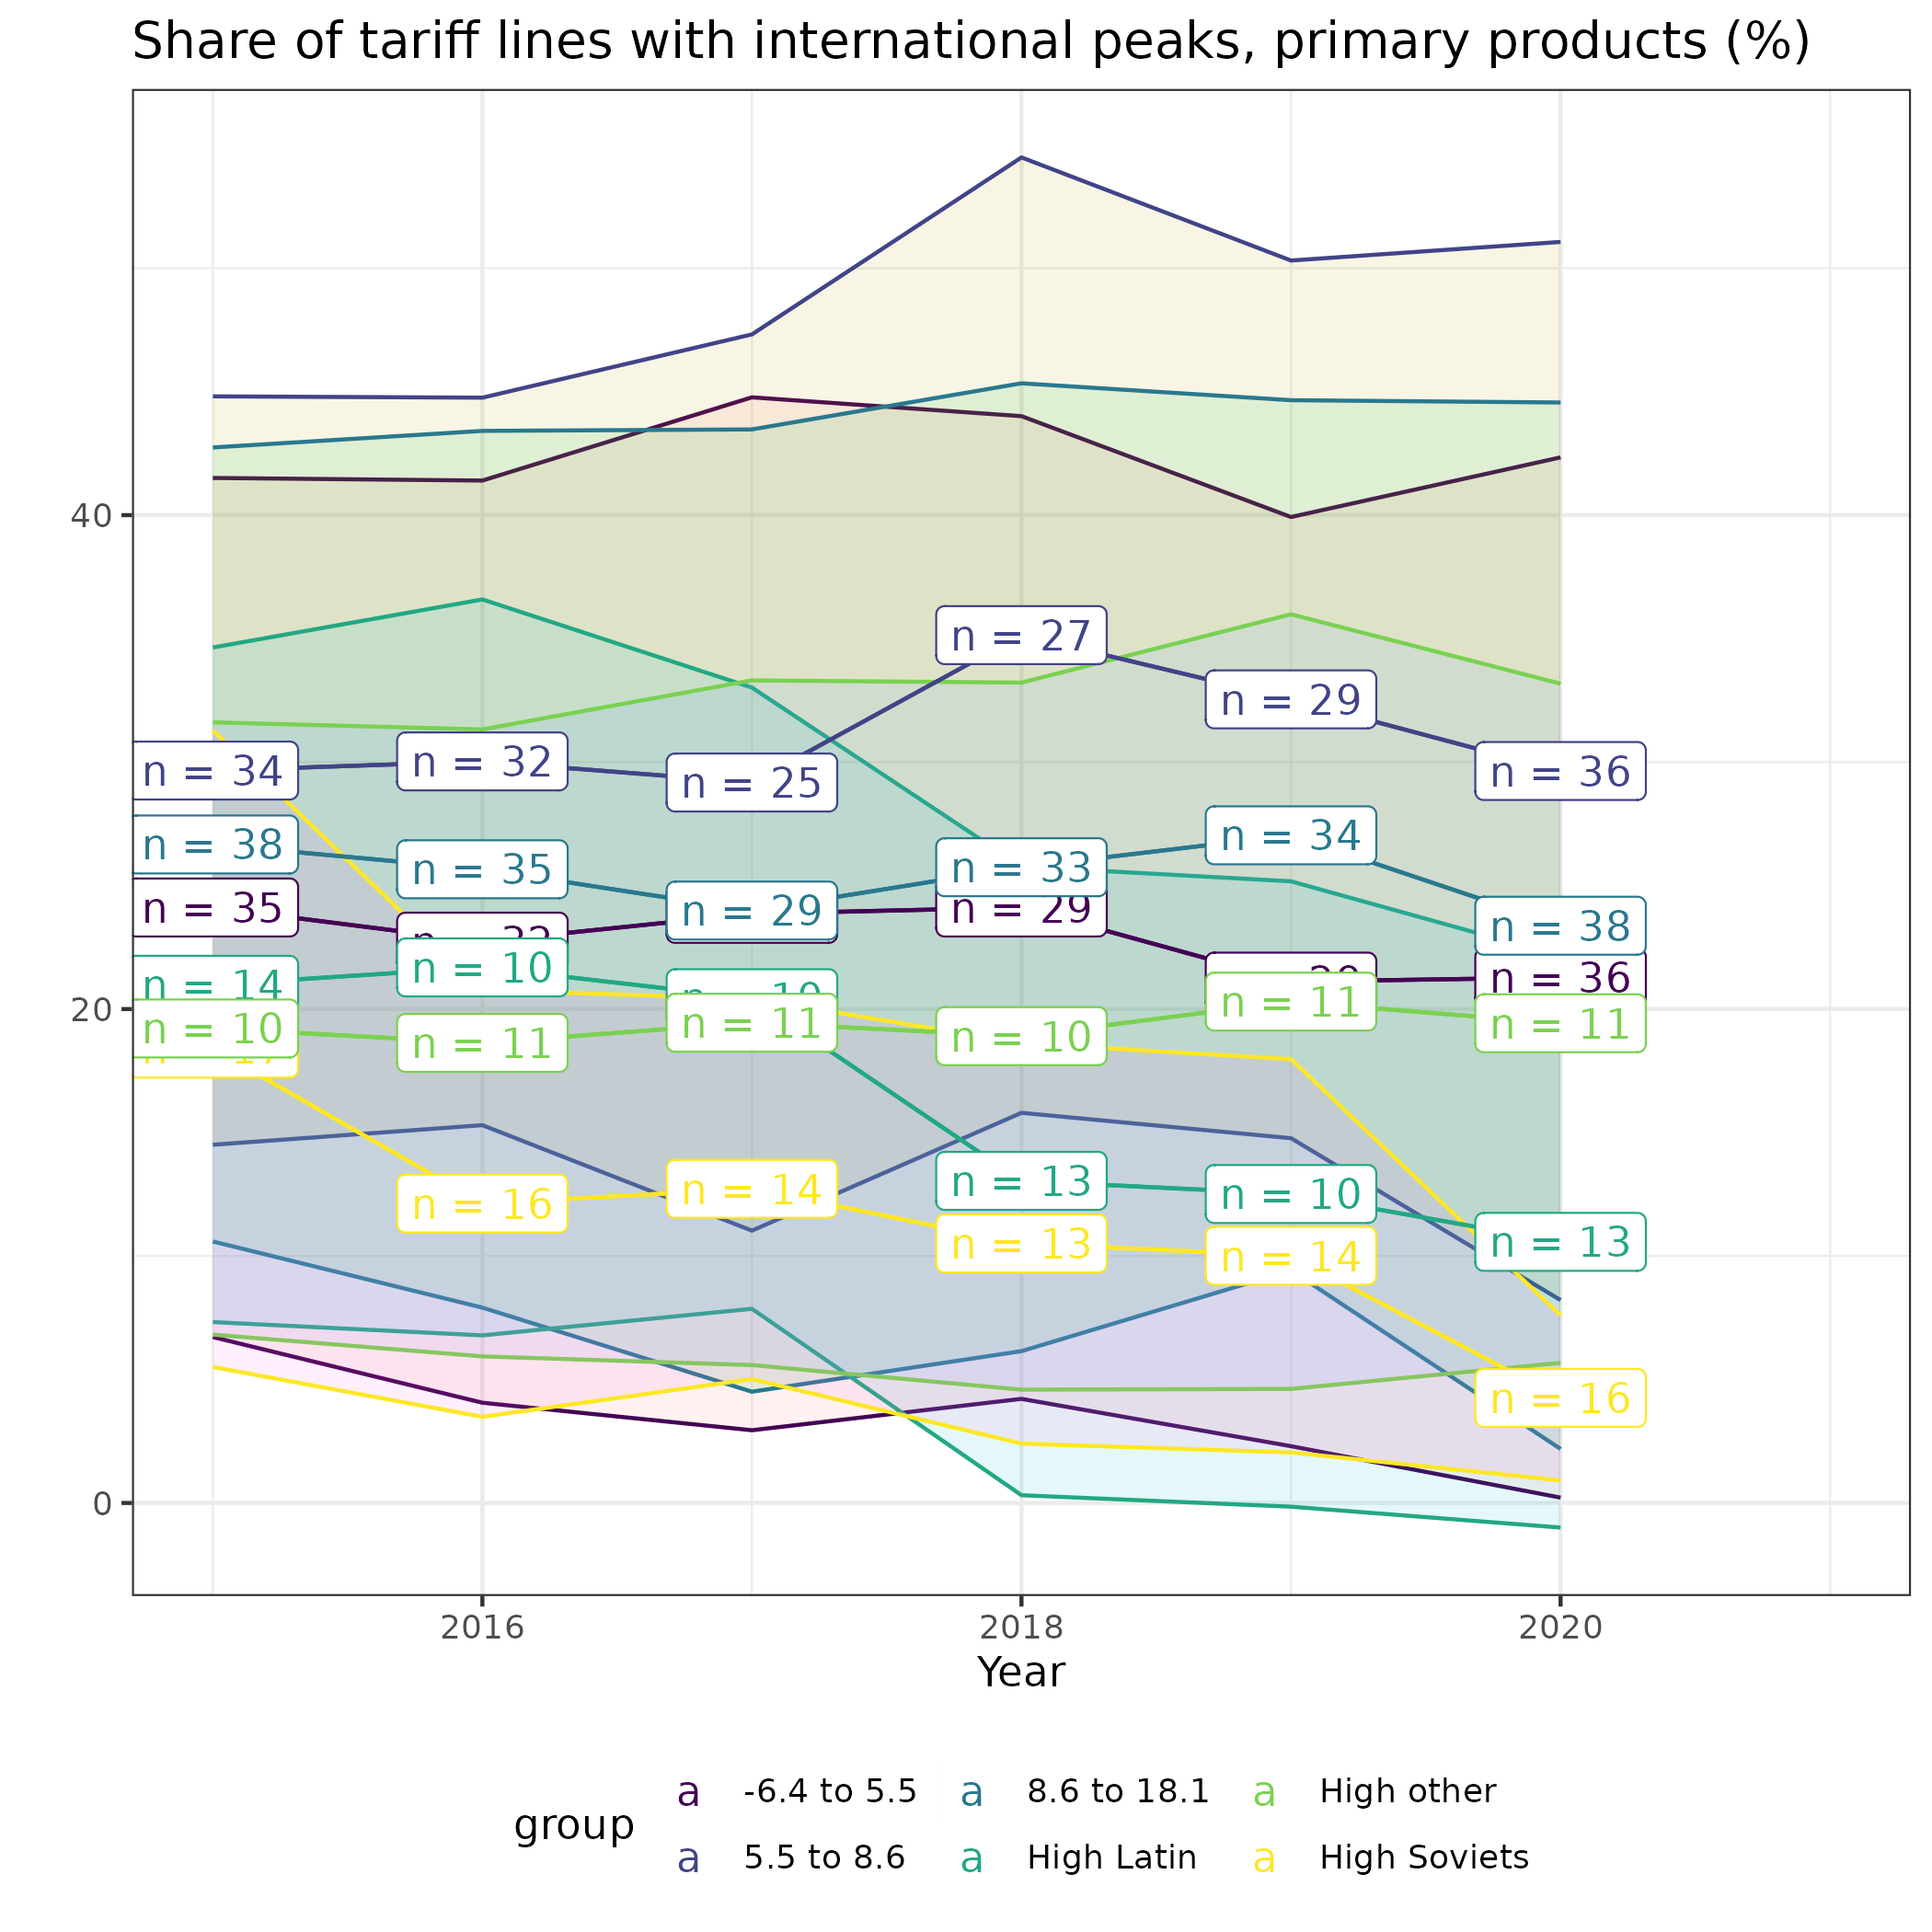 Share of tariff lines with international peaks, primary products (%)
40
20
0
n = 34
n = 38
n = 35
n = 14
n = 10
n = 32
n = 35
n = 10
n = 11
n = 16
n = 25
n = 29
n = 11
n = 14
n = 27
n = 33
n = 29
n = 10
n = 13
n = 13
n = 29
n = 34
n = 11
n = 10
n = 14
n = 36
n = 38
n = 36
n = 11
n = 13
n = 16
2016 2018 2020
Year
group
a -6.4 to 5.5 a 8.6 to 18.1 a High other
a 5.5 to 8.6 a High Latin a High Soviets